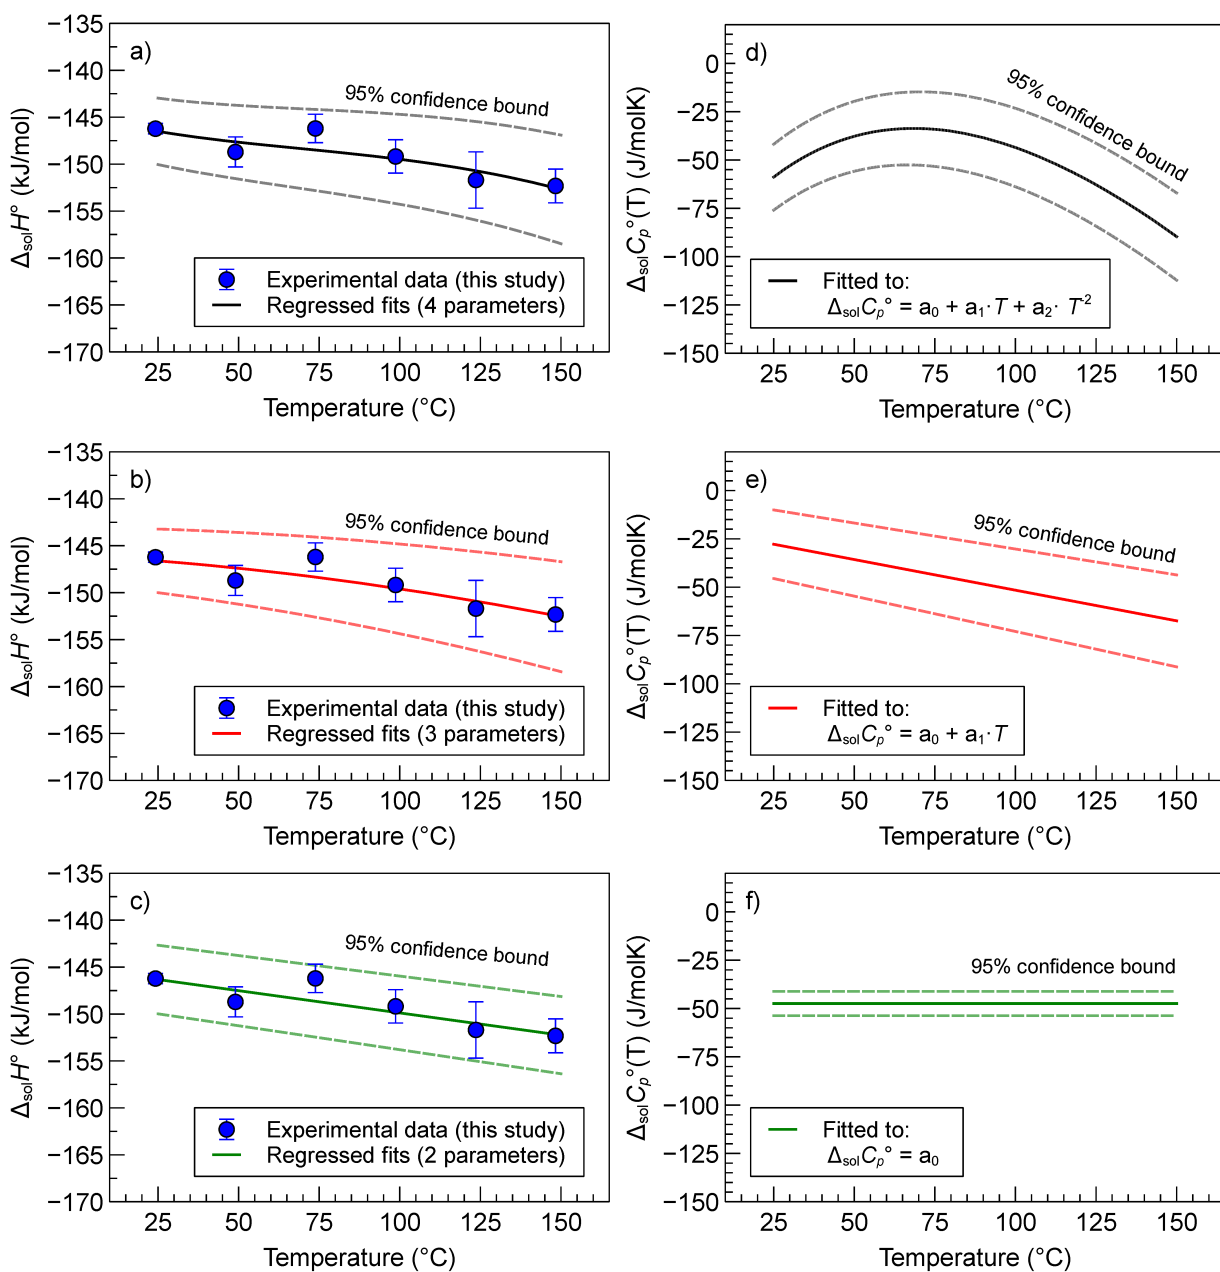 a)
95% confidence bound
Experimental data (this study)
Regressed fits (4 parameters)
−135
−140
−145
−150
−155
−160
−165
−170
ΔsolH° (kJ/mol)
25 50 75 100 125 150
Temperature (°C)
d)
95% confidence bound
Fitted to:
ΔsolCp° = a0 + a1·T + a2· T-2
0
−25
−50
−75
−100
−125
−150
ΔsolCp°(T) (J/molK)
25 50 75 100 125 150
Temperature (°C)
b)
95% confidence bound
Experimental data (this study)
Regressed fits (3 parameters)
−135
−140
−145
−150
−155
−160
−165
−170
ΔsolH° (kJ/mol)
25 50 75 100 125 150
Temperature (°C)
e)
95% confidence bound
Fitted to:
ΔsolCp° = a0 + a1·T
0
−25
−50
−75
−100
−125
−150
ΔsolCp°(T) (J/molK)
25 50 75 100 125 150
Temperature (°C)
c)
95% confidence bound
Experimental data (this study)
Regressed fits (2 parameters)
−135
−140
−145
−150
−155
−160
−165
−170
ΔsolH° (kJ/mol)
25 50 75 100 125 150
Temperature (°C)
f)
95% confidence bound
Fitted to:
ΔsolCp° = a0
0
−25
−50
−75
−100
−125
−150
ΔsolCp°(T) (J/molK)
25 50 75 100 125 150
Temperature (°C)